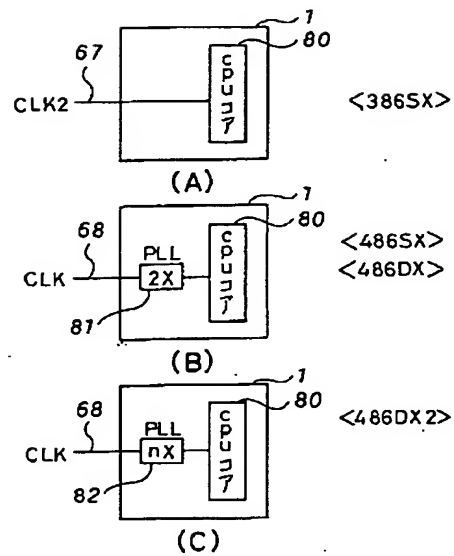 1
80
67
CLK2
cpuコア
<386SX>
(A)
1
80
68
PLL
CLK
2X
cpuコア
81
<486SX>
<486DX>
(B)
1
80
68
PLL
CLK
nX
cpuコア
82
<486DX2>
(C)